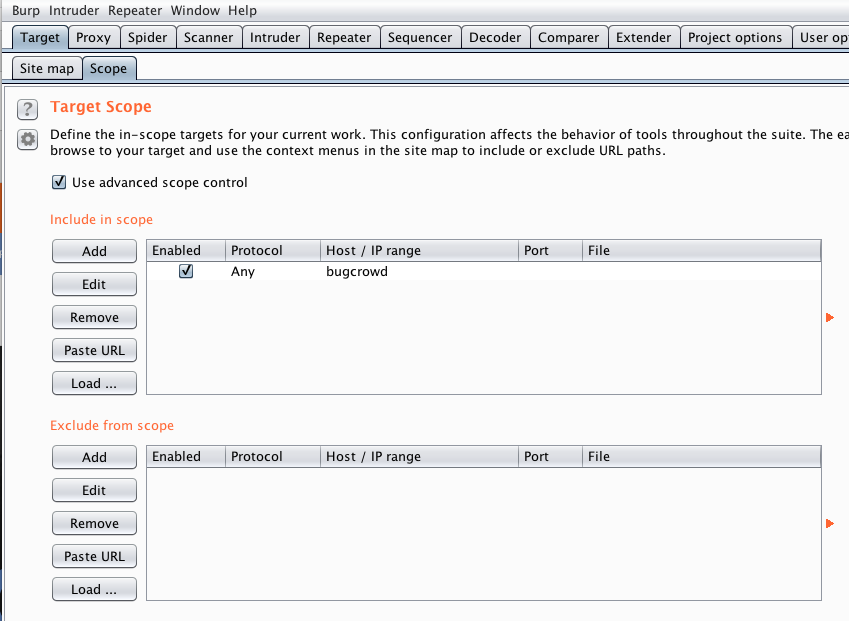 Burp Intruder Repeater Window Help
Target Proxy Spider Scanner Intruder Repeater Sequencer Decoder Comparer Extender Project options User op
Site map Scope
?
Target Scope
Define the in-scope targets for your current work. This configuration affects the behavior of tools throughout the suite. The ea
browse to your target and use the context menus in the site map to include or exclude URL paths.
Use advanced scope control
Include in scope
Add
Edit
Remove
Paste URL
Load ...
Enabled Protocol Host / IP range Port File
Any bugcrowd
Exclude from scope
Add
Edit
Remove
Paste URL
Load ...
Enabled Protocol Host / IP range Port File